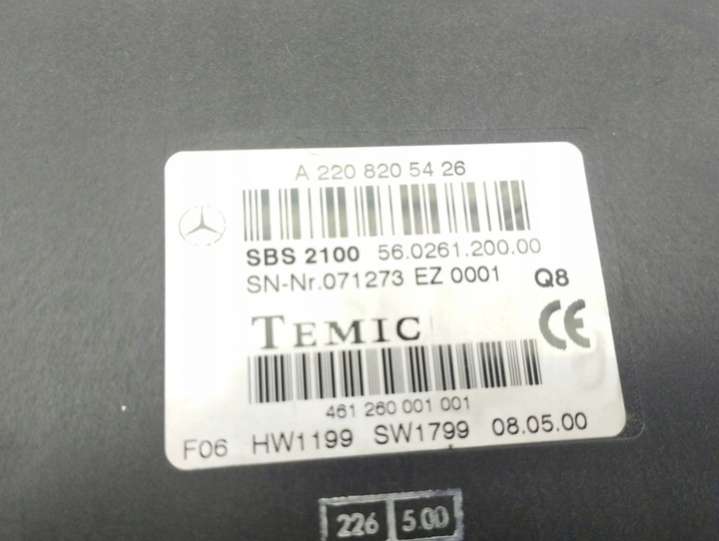 A 220 820 54 26
SBS 2100 56.0261.200.00
SN-Nr.071273 EZ 0001 Q8
TEMIC CE
461 260 001 001
F06 HW1199 SW1799 08.05.00
226 5.00